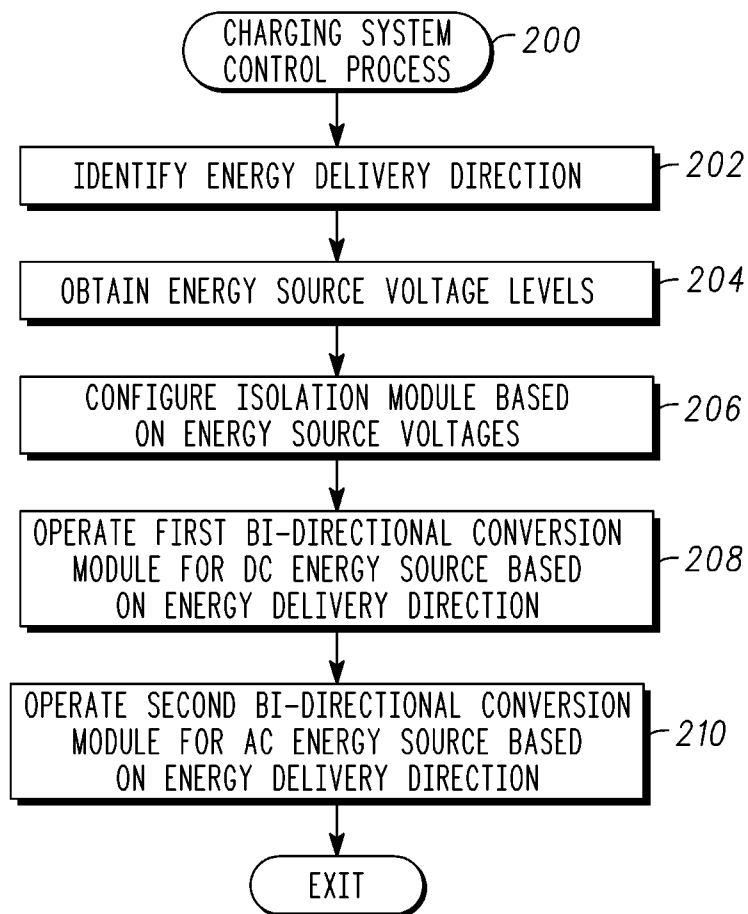 CHARGING SYSTEM
CONTROL PROCESS
200
IDENTIFY ENERGY DELIVERY DIRECTION
202
OBTAIN ENERGY SOURCE VOLTAGE LEVELS
204
CONFIGURE ISOLATION MODULE BASED
ON ENERGY SOURCE VOLTAGES
206
OPERATE FIRST BI-DIRECTIONAL CONVERSION
MODULE FOR DC ENERGY SOURCE BASED
ON ENERGY DELIVERY DIRECTION
208
OPERATE SECOND BI-DIRECTIONAL CONVERSION
MODULE FOR AC ENERGY SOURCE BASED
ON ENERGY DELIVERY DIRECTION
210
EXIT